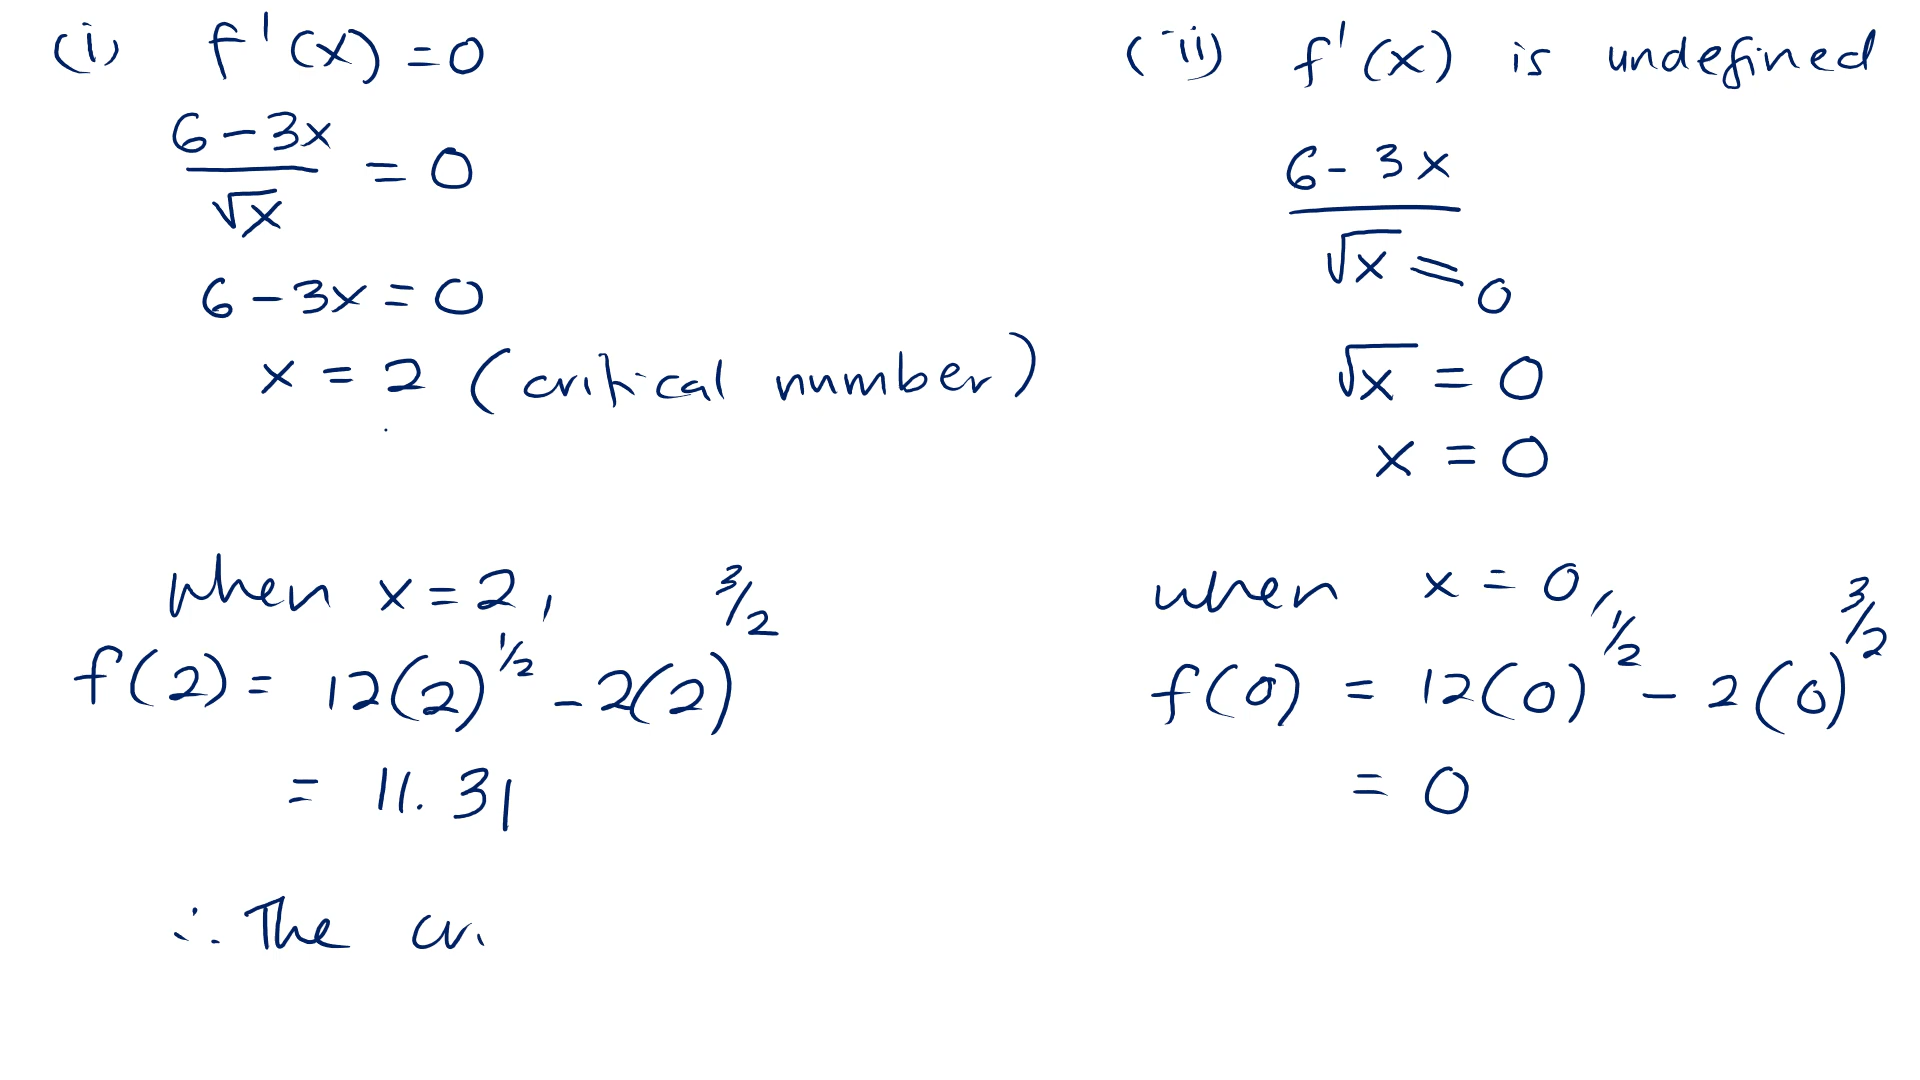 (i) f'(x) = 0
6 - 3x
√x
= 0
6 - 3x = 0
x = 2 (critical number)
when x = 2,
f(2) = 12(2)^1/2 - 2(2)^3/2
= 11.31
∴ The cri
(ii) f'(x) is undefined
6 - 3x
√x = 0
√x = 0
x = 0
when x = 0,
f(0) = 12(0)^1/2 - 2(0)^3/2
= 0